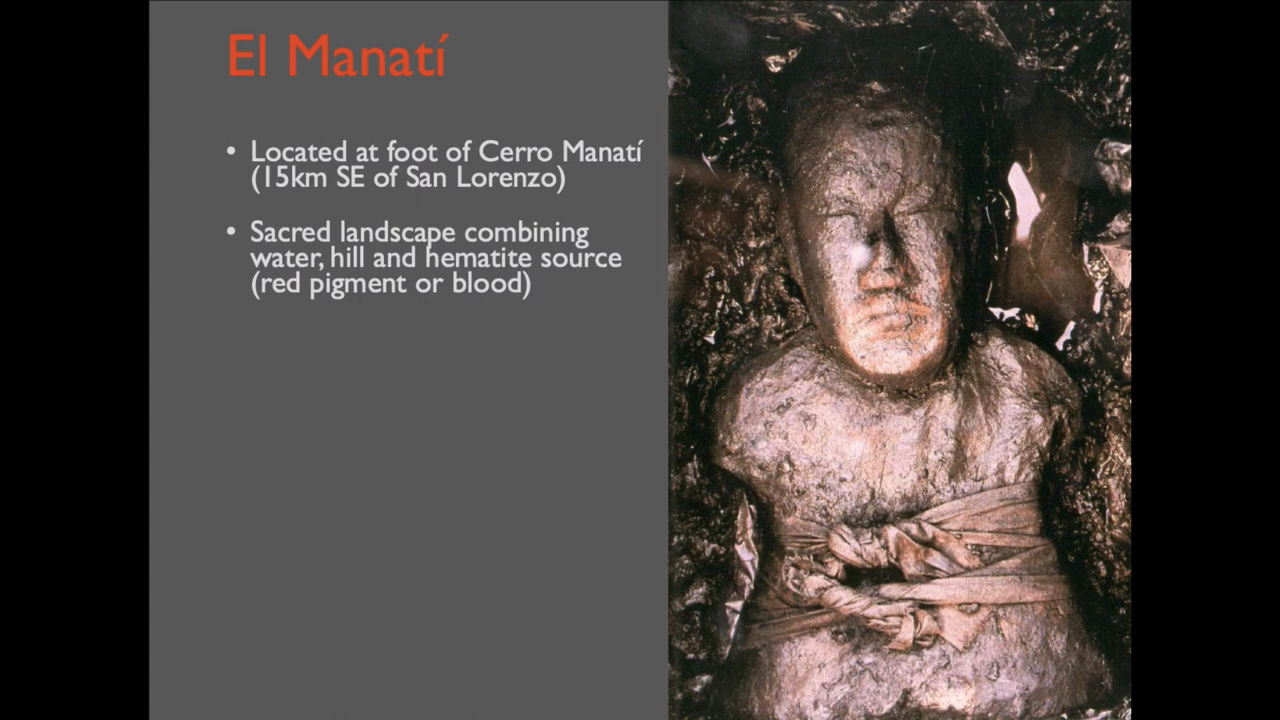 El Manatí
• Located at foot of Cerro Manatí
(15km SE of San Lorenzo)
• Sacred landscape combining
water, hill and hematite source
(red pigment or blood)